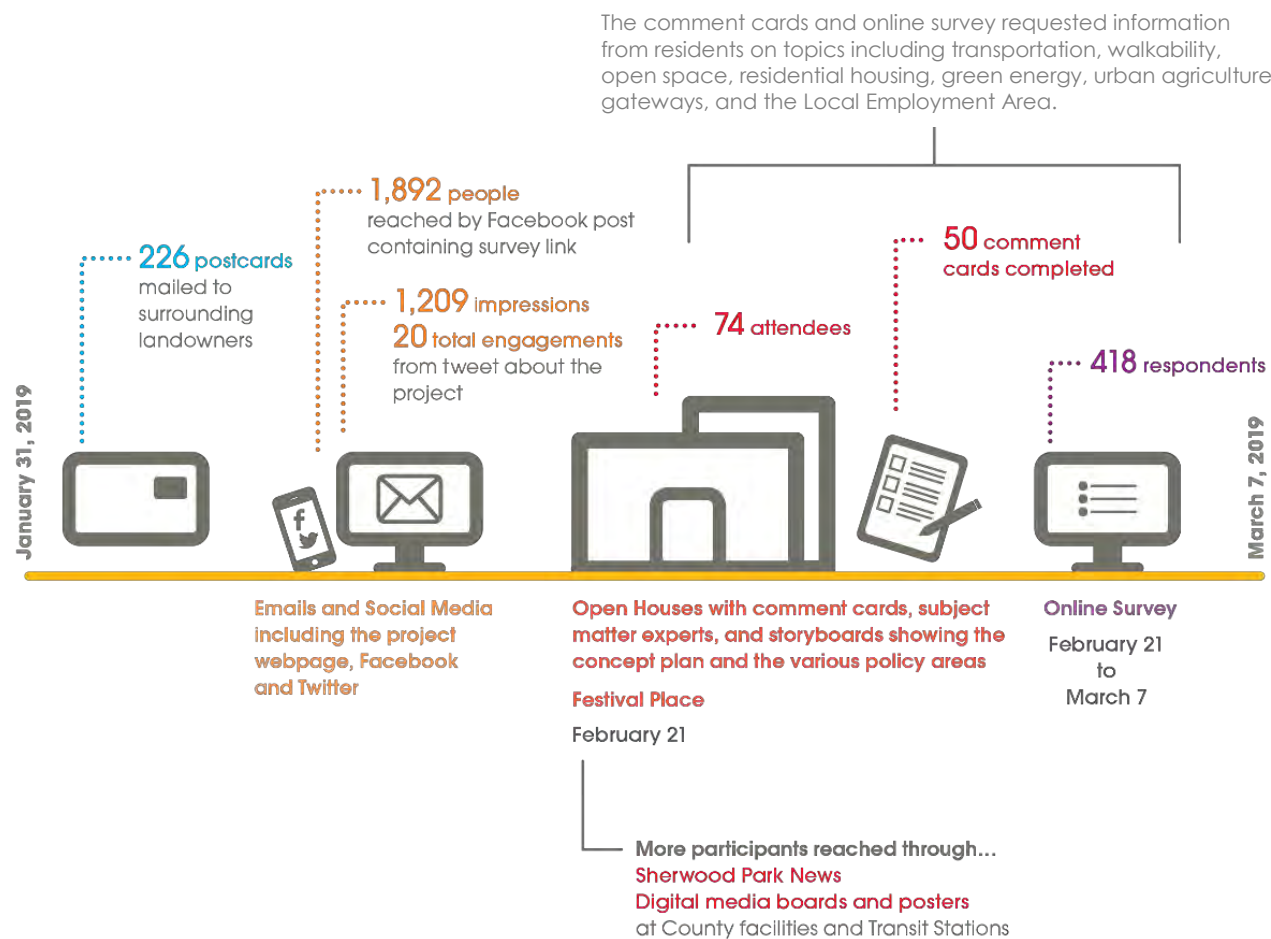 The comment cards and online survey requested information
from residents on topics including transportation, walkability,
open space, residential housing, green energy, urban agriculture
gateways, and the Local Employment Area.
1,892 people
reached by Facebook post
containing survey link
226 postcards
mailed to
surrounding
landowners
1,209 impressions
20 total engagements
from tweet about the
project
74 attendees
50 comment
cards completed
418 respondents
January 31, 2019
March 7, 2019
f
Emails and Social Media
including the project
webpage, Facebook
and Twitter
Open Houses with comment cards, subject
matter experts, and storyboards showing the
concept plan and the various policy areas
Festival Place
February 21
Online Survey
February 21
to
March 7
More participants reached through...
Sherwood Park News
Digital media boards and posters
at County facilities and Transit Stations